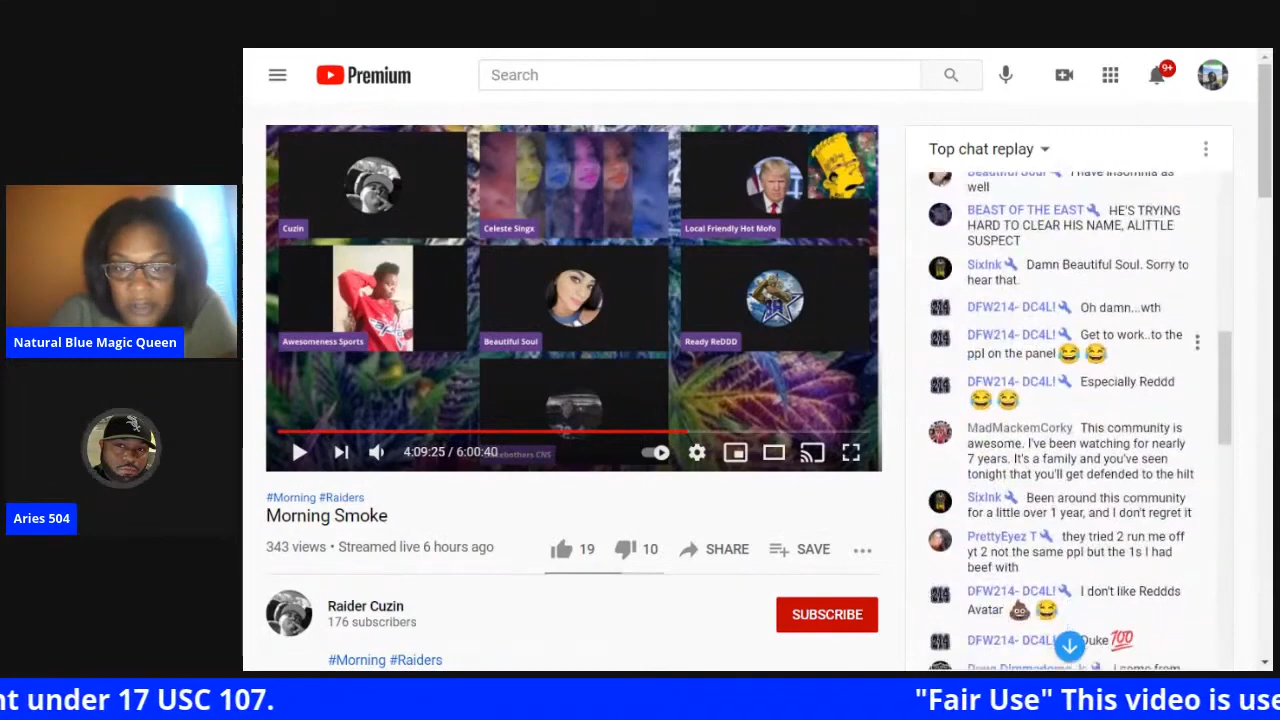 Premium
Search
9+
Cuzin
Celeste Singx
Local Friendly Hot Mofo
Awesomeness Sports
Beautiful Soul
Ready ReDDD
CNS
4:09:25 / 6:00:40
#Morning #Raiders
Morning Smoke
343 views • Streamed live 6 hours ago
19
10
SHARE
SAVE
Raider Cuzin
176 subscribers
SUBSCRIBE
#Morning #Raiders
Top chat replay
Beautiful Soul I have insomnia as
well
BEAST OF THE EAST HE'S TRYING
HARD TO CLEAR HIS NAME, ALITTLE
SUSPECT
SixInk Damn Beautiful Soul. Sorry to
hear that.
DFW214- DC4L! Oh damn...wth
DFW214- DC4L! Get to work..to the
ppl on the panel 😂 😂
DFW214- DC4L! Especially Reddd
😂 😂
MadMackemCorky This community is
awesome. I've been watching for nearly
7 years. It's a family and you've seen
tonight that you'll get defended to the hilt
SixInk Been around this community
for a little over 1 year, and I don't regret it
PrettyEyez T they tried 2 run me off
yt 2 not the same ppl but the 1s I had
beef with
DFW214- DC4L! I don't like Reddds
Avatar 💩 😂
DFW214- DC4L Duke 💯
i come from
Natural Blue Magic Queen
Aries 504
nt under 17 USC 107.
"Fair Use" This video is use